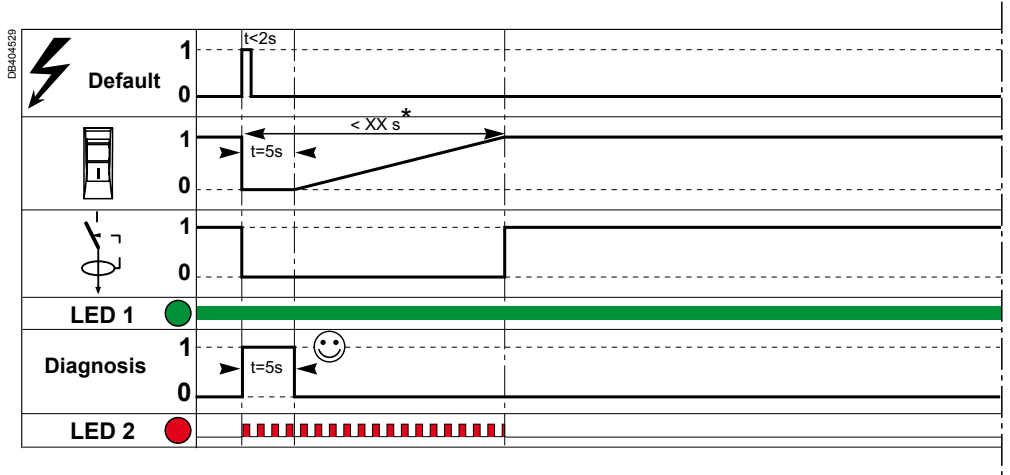 DB404529
t<2s
Default
1
0
< XX s*
1
t=5s
0
1
0
LED 1
Diagnosis
1
t=5s
0
LED 2